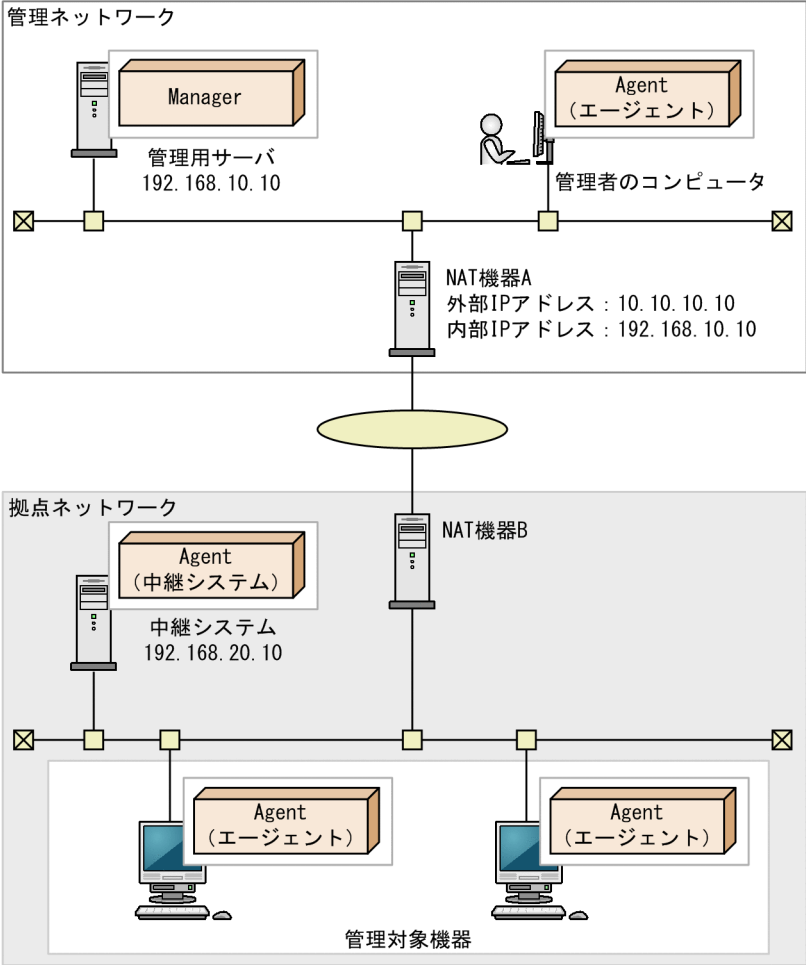 管理ネットワーク
Manager
Agent
（エージェント）
管理用サーバ
192.168.10.10
管理者のコンピュータ
NAT機器A
外部IPアドレス：10.10.10.10
内部IPアドレス：192.168.10.10
拠点ネットワーク
NAT機器B
Agent
（中継システム）
中継システム
192.168.20.10
Agent
（エージェント）
Agent
（エージェント）
管理対象機器